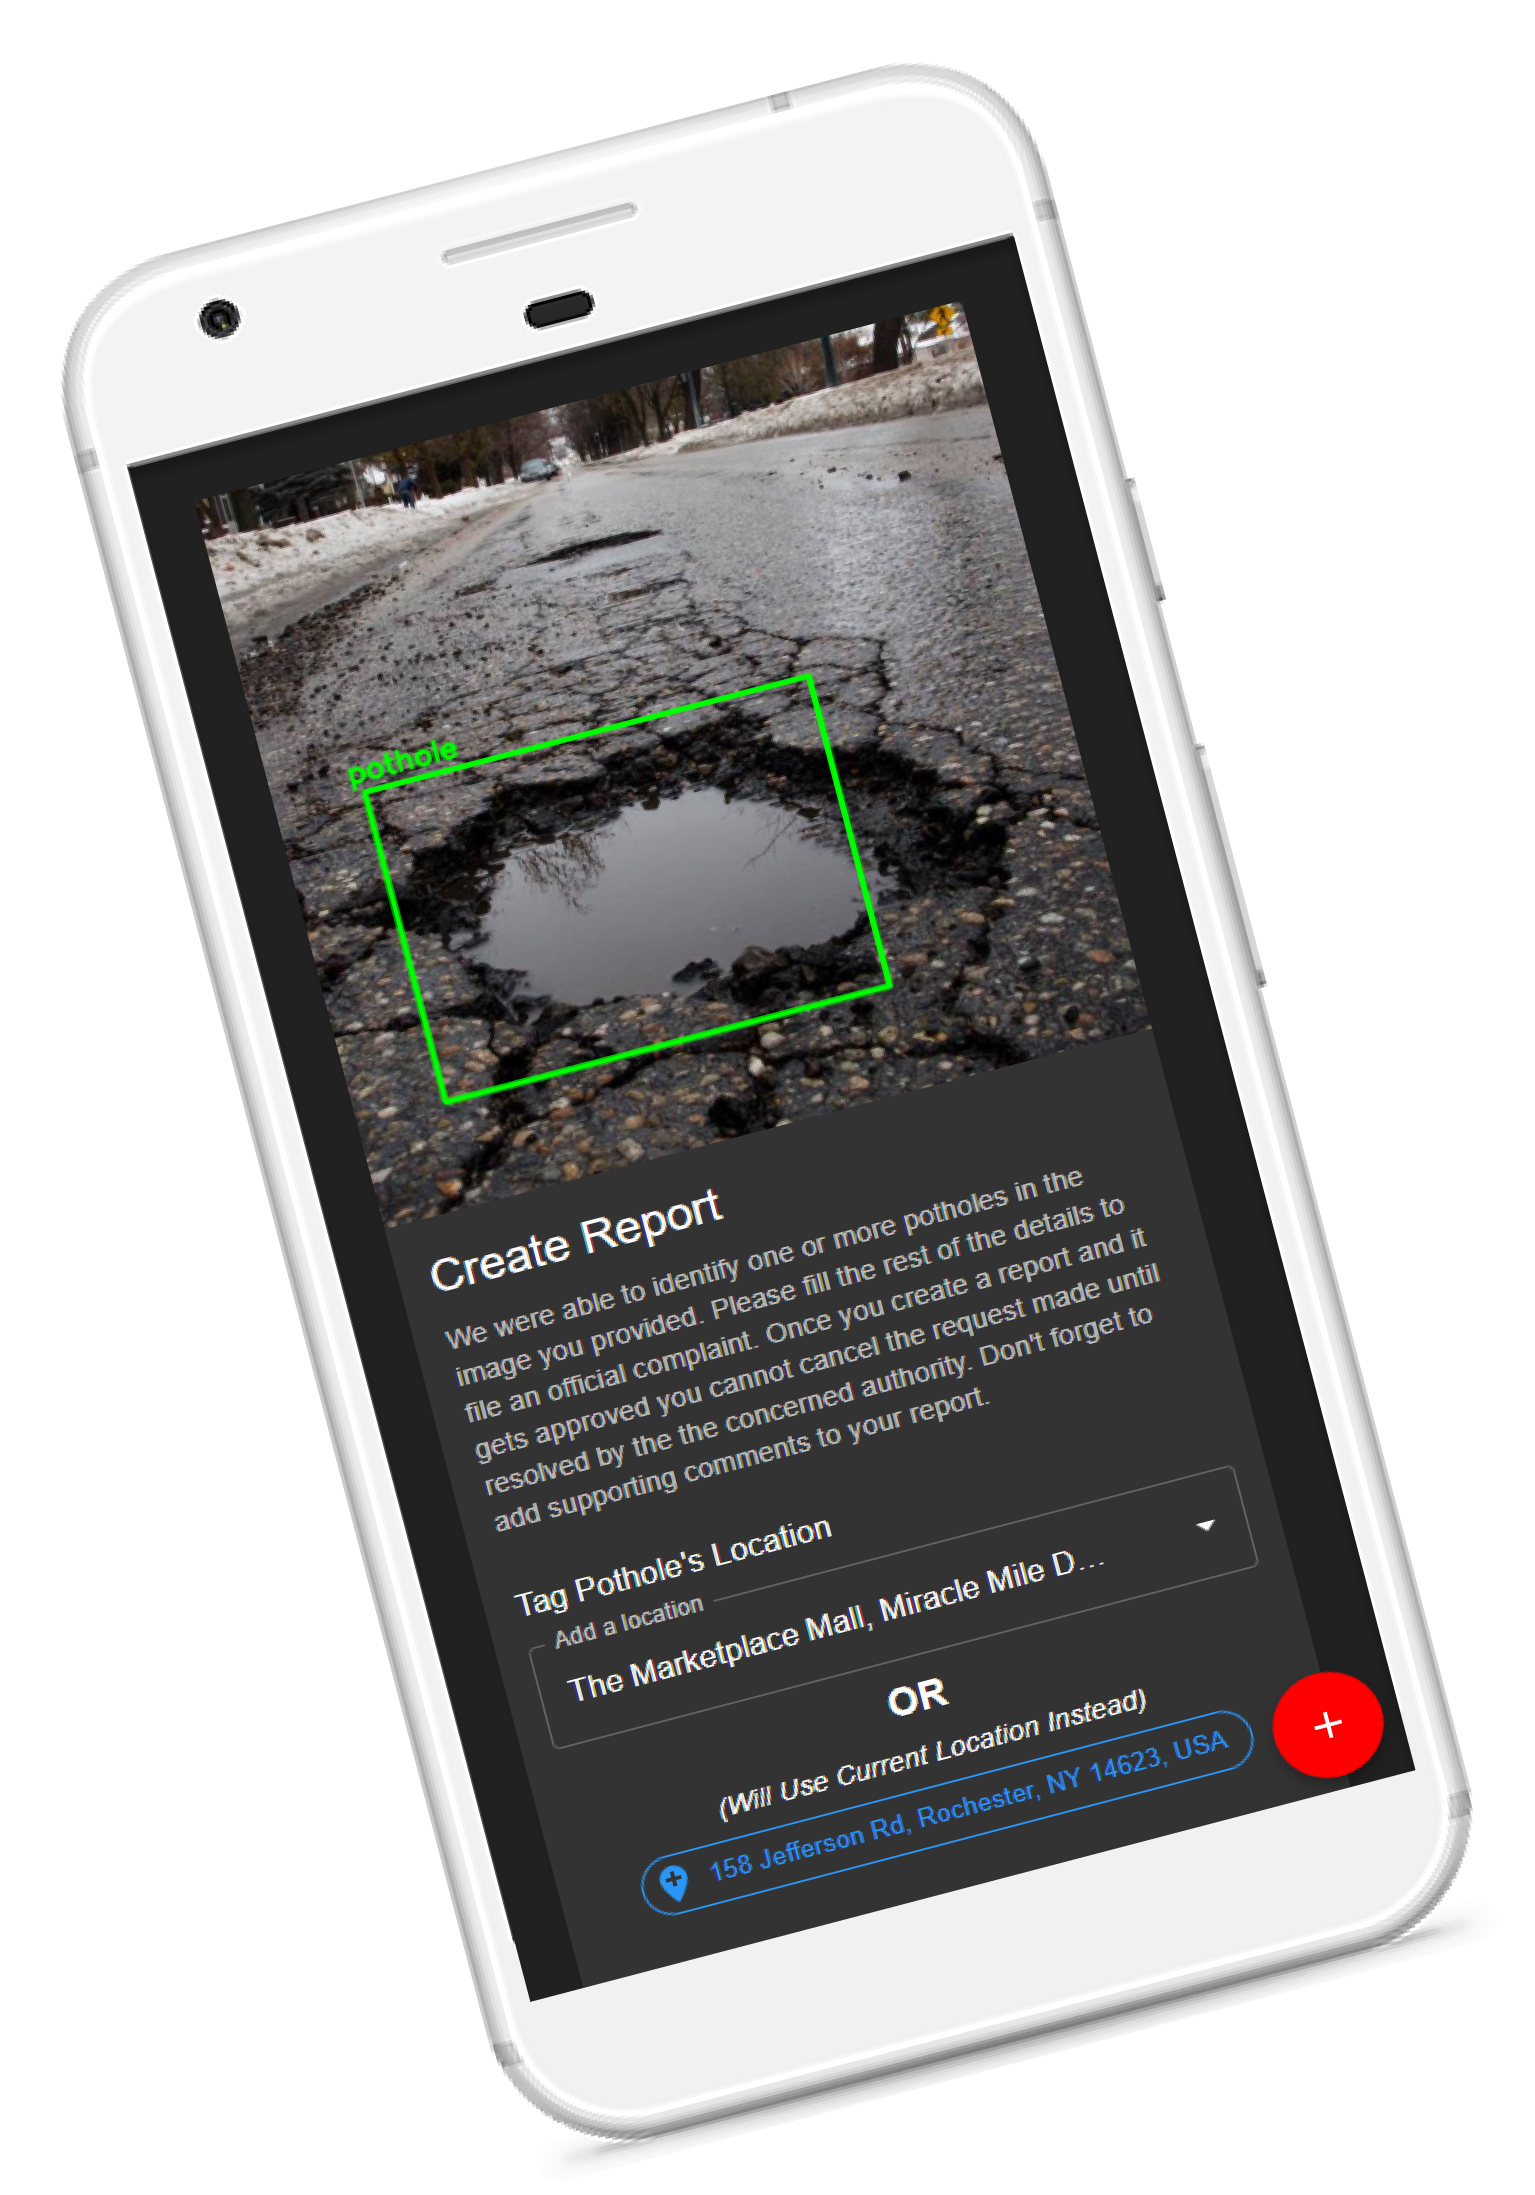 pothole
Create Report
We were able to identify one or more potholes in the
image you provided. Please fill the rest of the details to
file an official complaint. Once you create a report and it
gets approved you cannot cancel the request made until
resolved by the the concerned authority. Don't forget to
add supporting comments to your report.
Tag Pothole's Location
Add a location
The Marketplace Mall, Miracle Mile D...
OR
(Will Use Current Location Instead)
158 Jefferson Rd, Rochester, NY 14623, USA
+